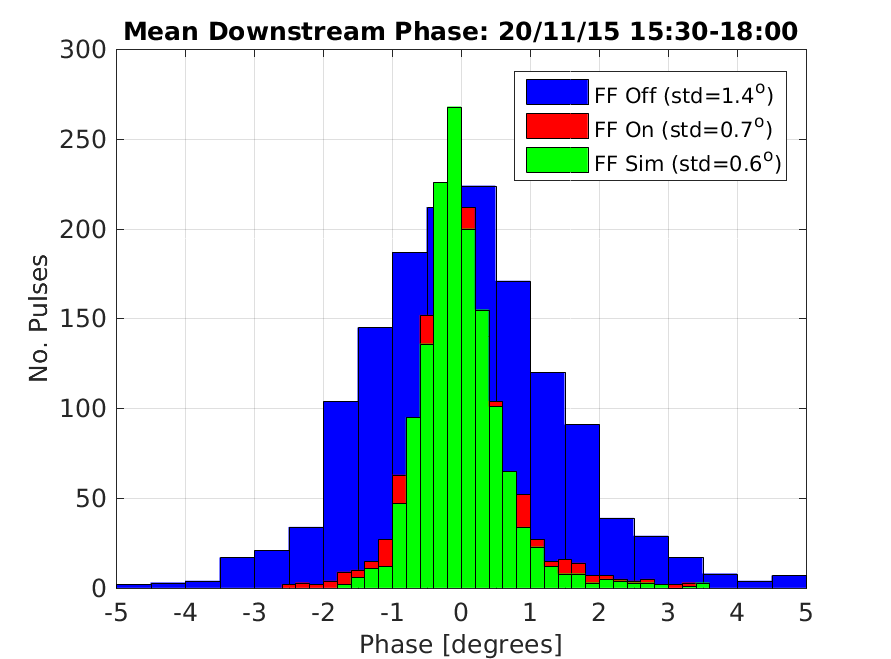 Mean Downstream Phase: 20/11/15 15:30-18:00
300
250
200
150
100
50
0
No. Pulses
FF Off (std=1.4º)
FF On (std=0.7º)
FF Sim (std=0.6º)
-5 -4 -3 -2 -1 0 1 2 3 4 5
Phase [degrees]